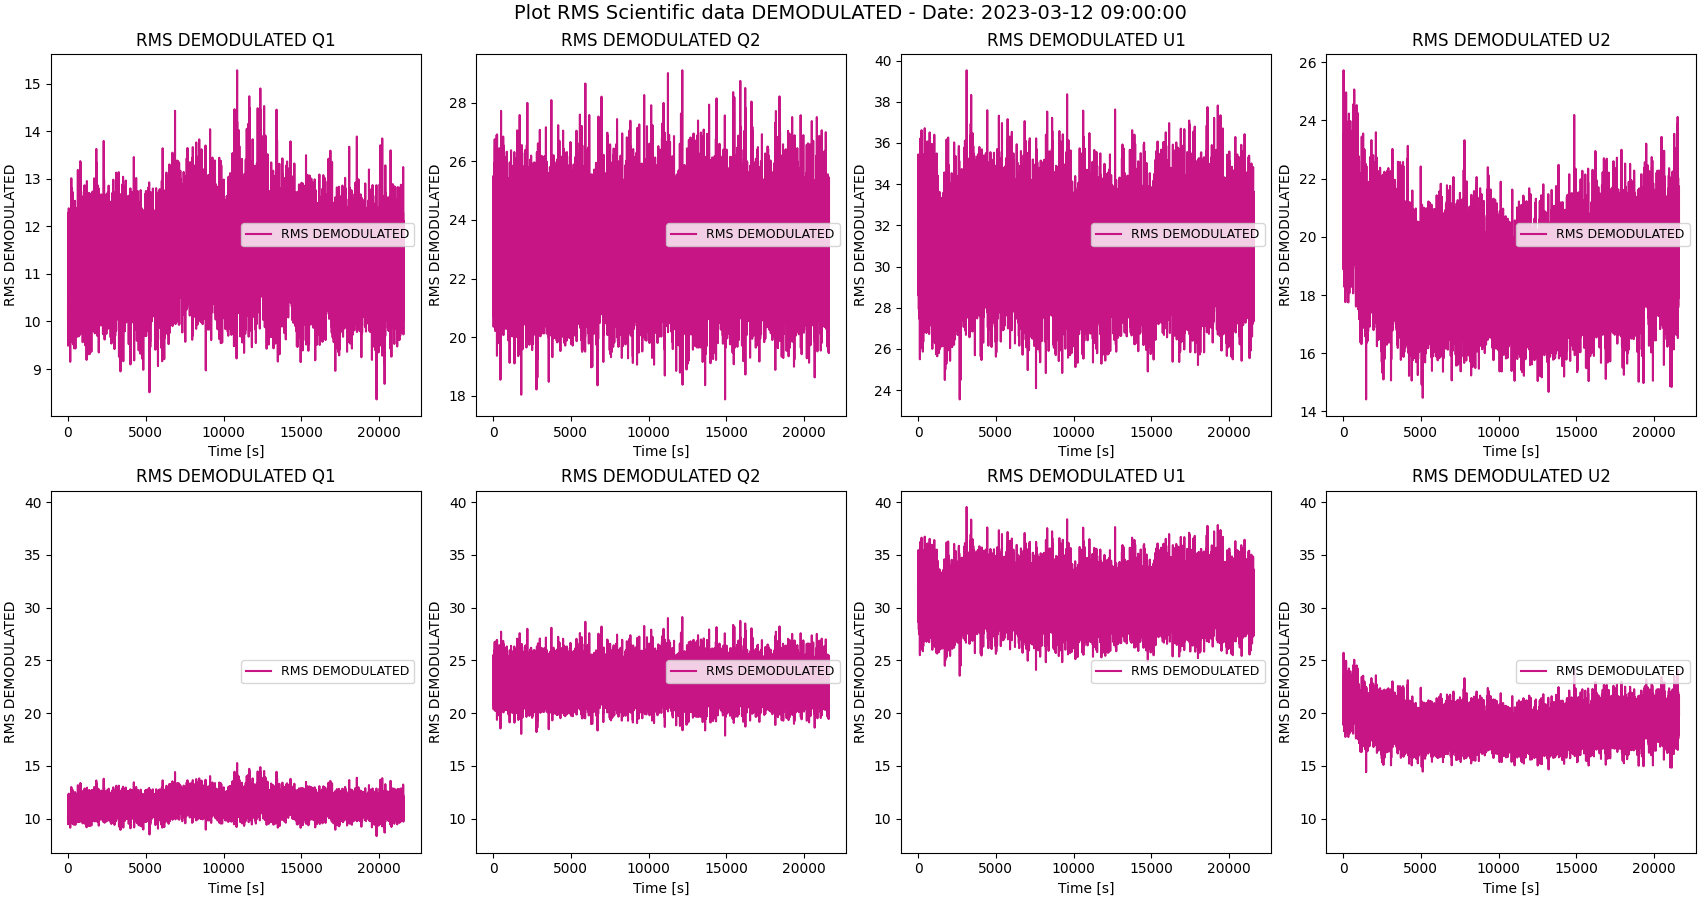 Plot RMS Scientific data DEMODULATED - Date: 2023-03-12 09:00:00
RMS DEMODULATED Q1
RMS DEMODULATED
15
14
13
12
11
10
9
RMS DEMODULATED
0 5000 10000 15000 20000
Time [s]
RMS DEMODULATED Q2
RMS DEMODULATED
28
26
24
22
20
18
RMS DEMODULATED
0 5000 10000 15000 20000
Time [s]
RMS DEMODULATED U1
RMS DEMODULATED
40
38
36
34
32
30
28
26
24
RMS DEMODULATED
0 5000 10000 15000 20000
Time [s]
RMS DEMODULATED U2
RMS DEMODULATED
26
24
22
20
18
16
14
RMS DEMODULATED
0 5000 10000 15000 20000
Time [s]
RMS DEMODULATED Q1
RMS DEMODULATED
40
35
30
25
20
15
10
RMS DEMODULATED
0 5000 10000 15000 20000
Time [s]
RMS DEMODULATED Q2
RMS DEMODULATED
40
35
30
25
20
15
10
RMS DEMODULATED
0 5000 10000 15000 20000
Time [s]
RMS DEMODULATED U1
RMS DEMODULATED
40
35
30
25
20
15
10
RMS DEMODULATED
0 5000 10000 15000 20000
Time [s]
RMS DEMODULATED U2
RMS DEMODULATED
40
35
30
25
20
15
10
RMS DEMODULATED
0 5000 10000 15000 20000
Time [s]